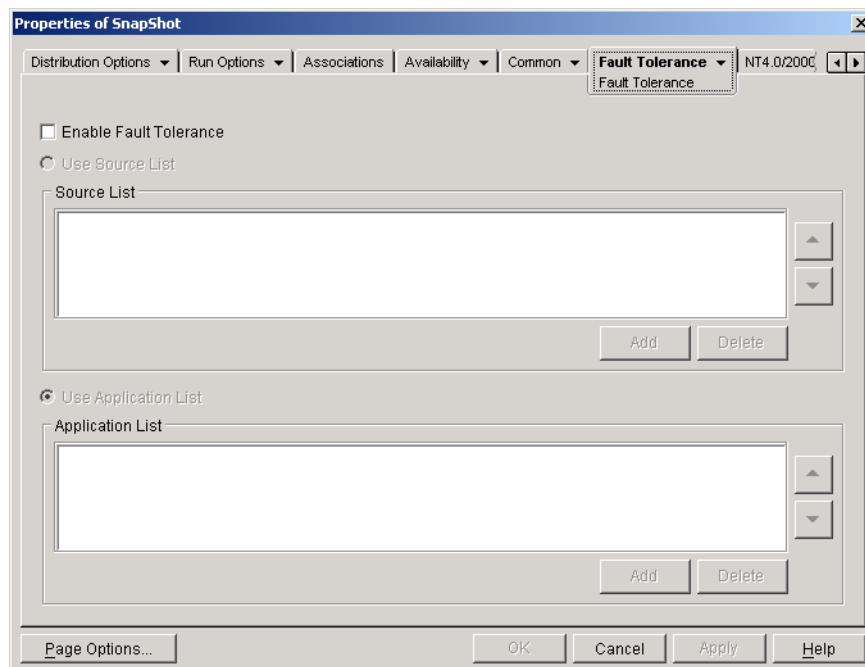 Properties of SnapShot
Distribution Options Run Options Associations Availability Common Fault Tolerance NT4.0/2000
Fault Tolerance
Enable Fault Tolerance
Use Source List
Source List
Add Delete
Use Application List
Application List
Add Delete
Page Options... OK Cancel Apply Help